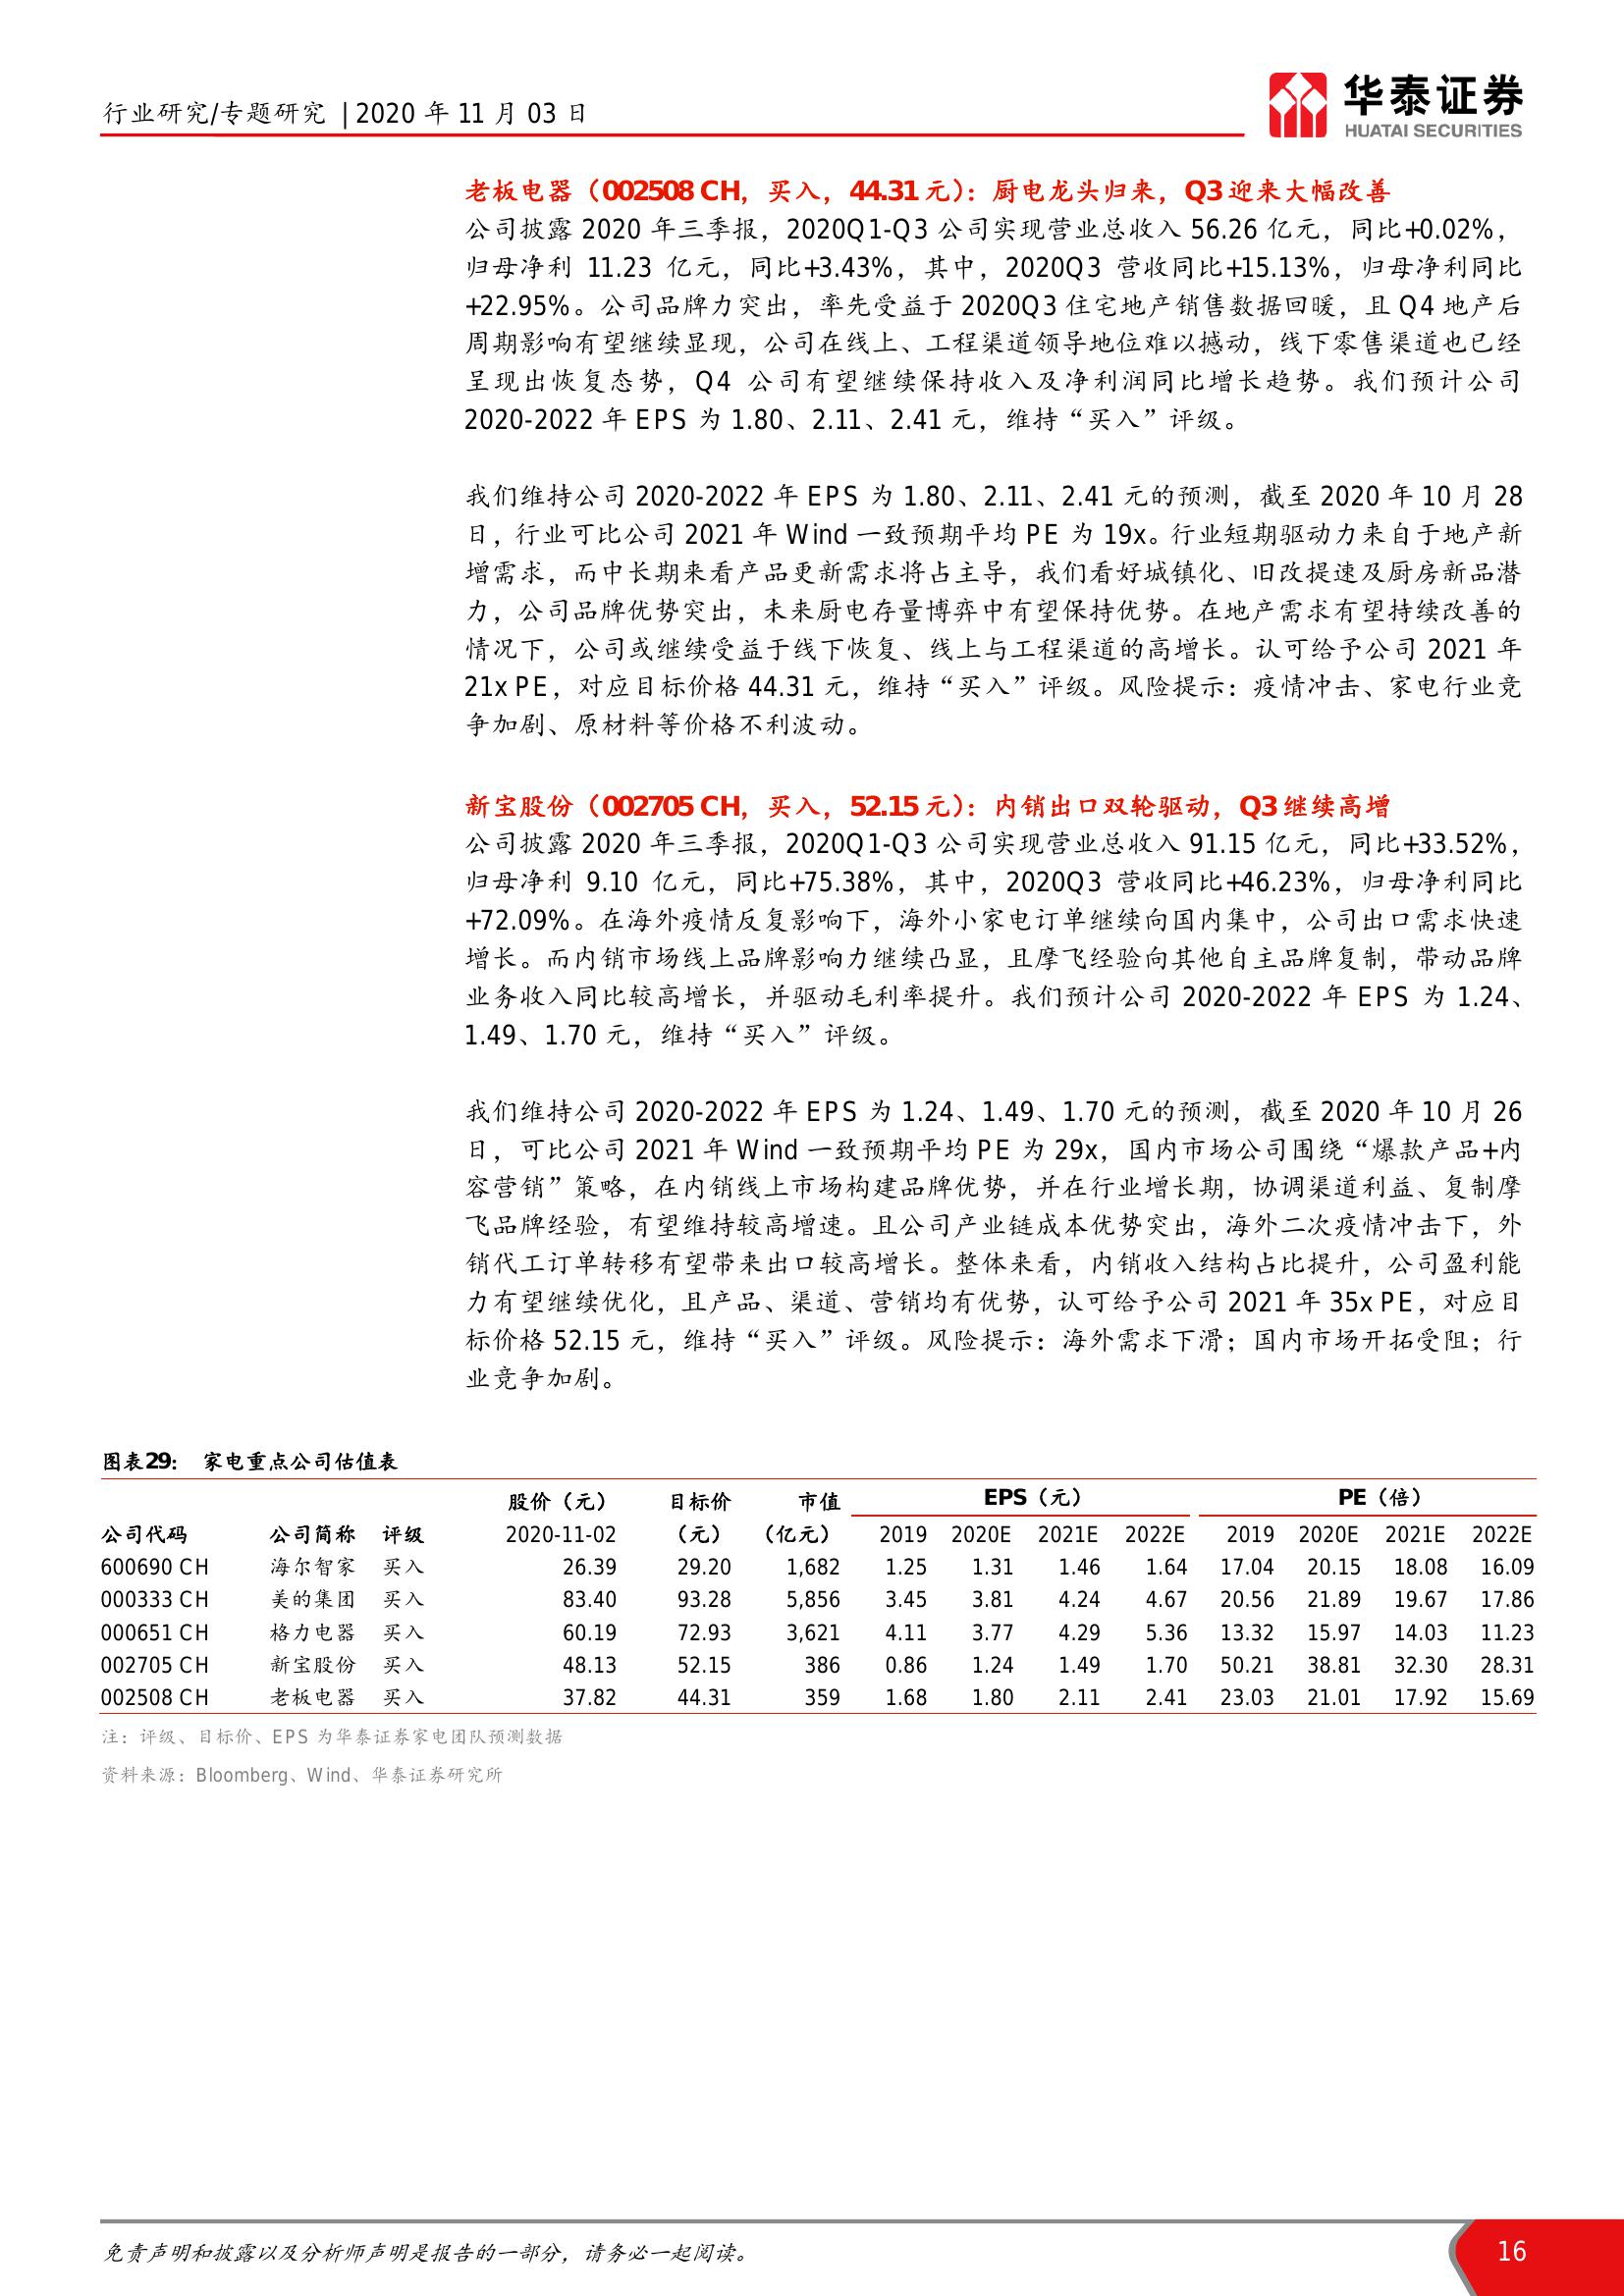 行业研究/专题研究 | 2020 年 11 月 03 日
华泰证券
HUATAI SECURITIES
老板电器（002508 CH，买入，44.31 元）：厨电龙头归来，Q3 迎来大幅改善
公司披露 2020 年三季报，2020Q1-Q3 公司实现营业总收入 56.26 亿元，同比+0.02%，
归母净利 11.23 亿元，同比+3.43%，其中，2020Q3 营收同比+15.13%，归母净利同比
+22.95%。公司品牌力突出，率先受益于 2020Q3 住宅地产销售数据回暖，且 Q4 地产后
周期影响有望继续显现，公司在线上、工程渠道领导地位难以撼动，线下零售渠道也已经
呈现出恢复态势，Q4 公司有望继续保持收入及净利润同比增长趋势。我们预计公司
2020-2022 年 EPS 为 1.80、2.11、2.41 元，维持“买入”评级。
我们维持公司 2020-2022 年 EPS 为 1.80、2.11、2.41 元的预测，截至 2020 年 10 月 28
日，行业可比公司 2021 年 Wind 一致预期平均 PE 为 19x。行业短期驱动力来自于地产新
增需求，而中长期来看产品更新需求将占主导，我们看好城镇化、旧改提速及厨房新品潜
力，公司品牌优势突出，未来厨电存量博弈中有望保持优势。在地产需求有望持续改善的
情况下，公司或继续受益于线下恢复、线上与工程渠道的高增长。认可给予公司 2021 年
21x PE，对应目标价格 44.31 元，维持“买入”评级。风险提示：疫情冲击、家电行业竞
争加剧、原材料等价格不利波动。
新宝股份（002705 CH，买入，52.15 元）：内销出口双轮驱动，Q3 继续高增
公司披露 2020 年三季报，2020Q1-Q3 公司实现营业总收入 91.15 亿元，同比+33.52%，
归母净利 9.10 亿元，同比+75.38%，其中，2020Q3 营收同比+46.23%，归母净利同比
+72.09%。在海外疫情反复影响下，海外小家电订单继续向国内集中，公司出口需求快速
增长。而内销市场线上品牌影响力继续凸显，且摩飞经验向其他自主品牌复制，带动品牌
业务收入同比较高增长，并驱动毛利率提升。我们预计公司 2020-2022 年 EPS 为 1.24、
1.49、1.70 元，维持“买入”评级。
我们维持公司 2020-2022 年 EPS 为 1.24、1.49、1.70 元的预测，截至 2020 年 10 月 26
日，可比公司 2021 年 Wind 一致预期平均 PE 为 29x，国内市场公司围绕“爆款产品+内
容营销”策略，在内销线上市场构建品牌优势，并在行业增长期，协调渠道利益、复制摩
飞品牌经验，有望维持较高增速。且公司产业链成本优势突出，海外二次疫情冲击下，外
销代工订单转移有望带来出口较高增长。整体来看，内销收入结构占比提升，公司盈利能
力有望继续优化，且产品、渠道、营销均有优势，认可给予公司 2021 年 35x PE，对应目
标价格 52.15 元，维持“买入”评级。风险提示：海外需求下滑；国内市场开拓受阻；行
业竞争加剧。
图表29： 家电重点公司估值表
股价（元） 目标价 市值 EPS（元） PE（倍）
公司代码 公司简称 评级 2020-11-02 （元） （亿元） 2019 2020E 2021E 2022E 2019 2020E 2021E 2022E
600690 CH 海尔智家 买入 26.39 29.20 1,682 1.25 1.31 1.46 1.64 17.04 20.15 18.08 16.09
000333 CH 美的集团 买入 83.40 93.28 5,856 3.45 3.81 4.24 4.67 20.56 21.89 19.67 17.86
000651 CH 格力电器 买入 60.19 72.93 3,621 4.11 3.77 4.29 5.36 13.32 15.97 14.03 11.23
002705 CH 新宝股份 买入 48.13 52.15 386 0.86 1.24 1.49 1.70 50.21 38.81 32.30 28.31
002508 CH 老板电器 买入 37.82 44.31 359 1.68 1.80 2.11 2.41 23.03 21.01 17.92 15.69
注：评级、目标价、EPS 为华泰证券家电团队预测数据
资料来源：Bloomberg、Wind、华泰证券研究所
免责声明和披露以及分析师声明是报告的一部分，请务必一起阅读。
16